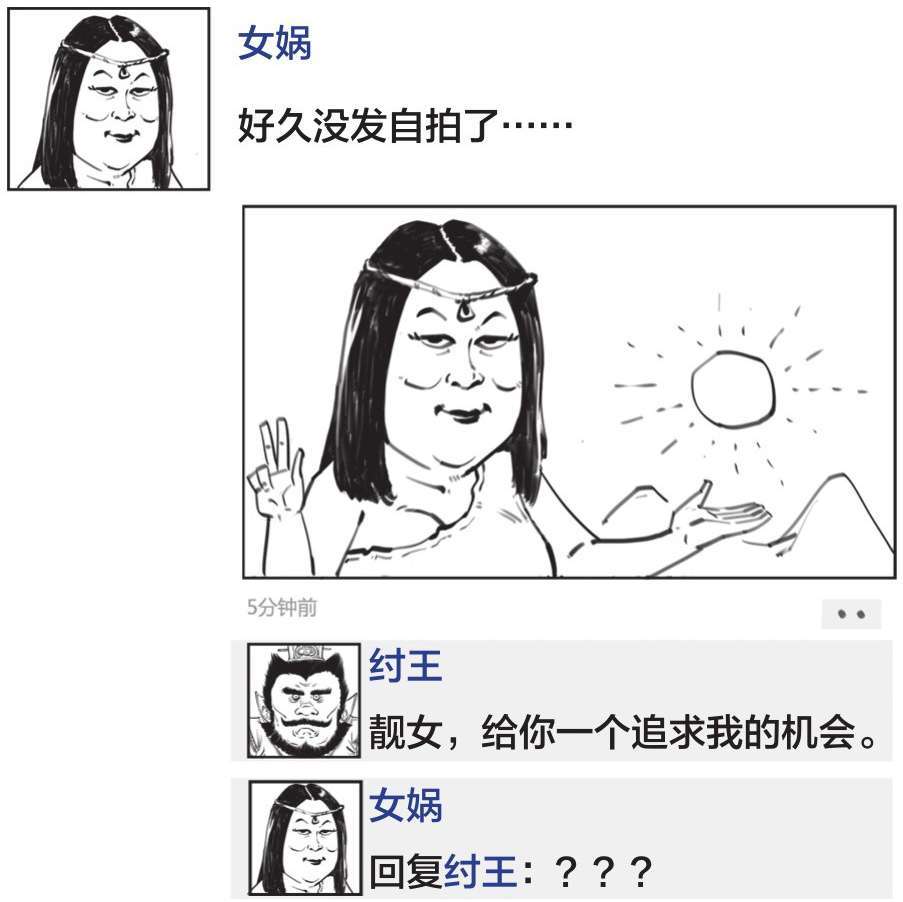 女娲
好久没发自拍了……
5分钟前
纣王
靓女，给你一个追求我的机会。
女娲
回复纣王：？？？